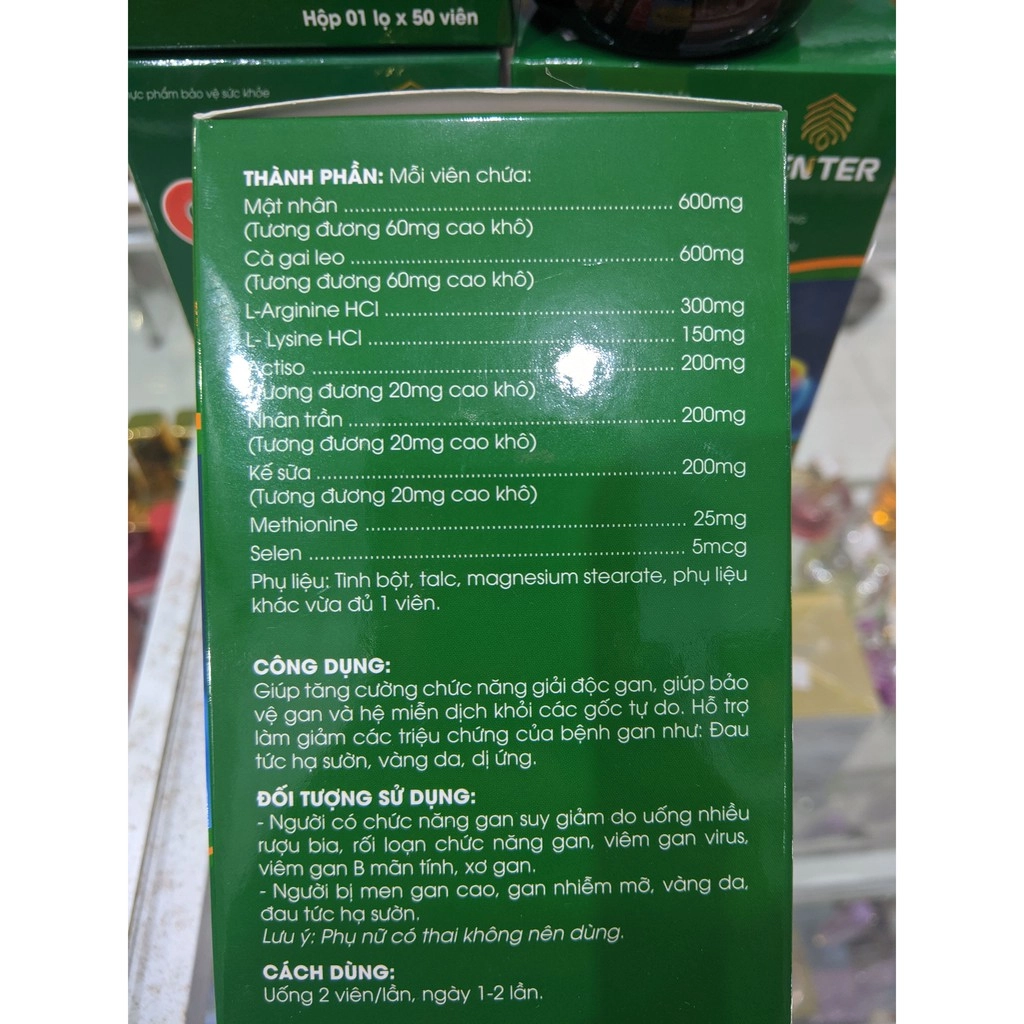 Hộp 01 lọ x 50 viên
phẩm bảo vệ sức khỏe
THÀNH PHẦN: Mỗi viên chứa:
Mật nhân ........ 600mg
(Tương đương 60mg cao khô)
Cà gai leo ........ 600mg
(Tương đương 60mg cao khô)
L-Arginine HCl ........ 300mg
L- Lysine HCl ........ 150mg
Actiso ........ 200mg
(Tương đương 20mg cao khô)
Nhân trần ........ 200mg
(Tương đương 20mg cao khô)
Kế sữa ........ 200mg
(Tương đương 20mg cao khô)
Methionine ........ 25mg
Selen ........ 5mcg
Phụ liệu: Tinh bột, talc, magnesium stearate, phụ liệu
khác vừa đủ 1 viên.
CÔNG DỤNG:
Giúp tăng cường chức năng giải độc gan, giúp bảo
vệ gan và hệ miễn dịch khỏi các gốc tự do. Hỗ trợ
làm giảm các triệu chứng của bệnh gan như: Đau
tức hạ sườn, vàng da, dị ứng.
ĐỐI TƯỢNG SỬ DỤNG:
- Người có chức năng gan suy giảm do uống nhiều
rượu bia, rối loạn chức năng gan, viêm gan virus,
viêm gan B mãn tính, xơ gan.
- Người bị men gan cao, gan nhiễm mỡ, vàng da,
đau tức hạ sườn.
Lưu ý: Phụ nữ có thai không nên dùng.
CÁCH DÙNG:
Uống 2 viên/lần, ngày 1-2 lần.